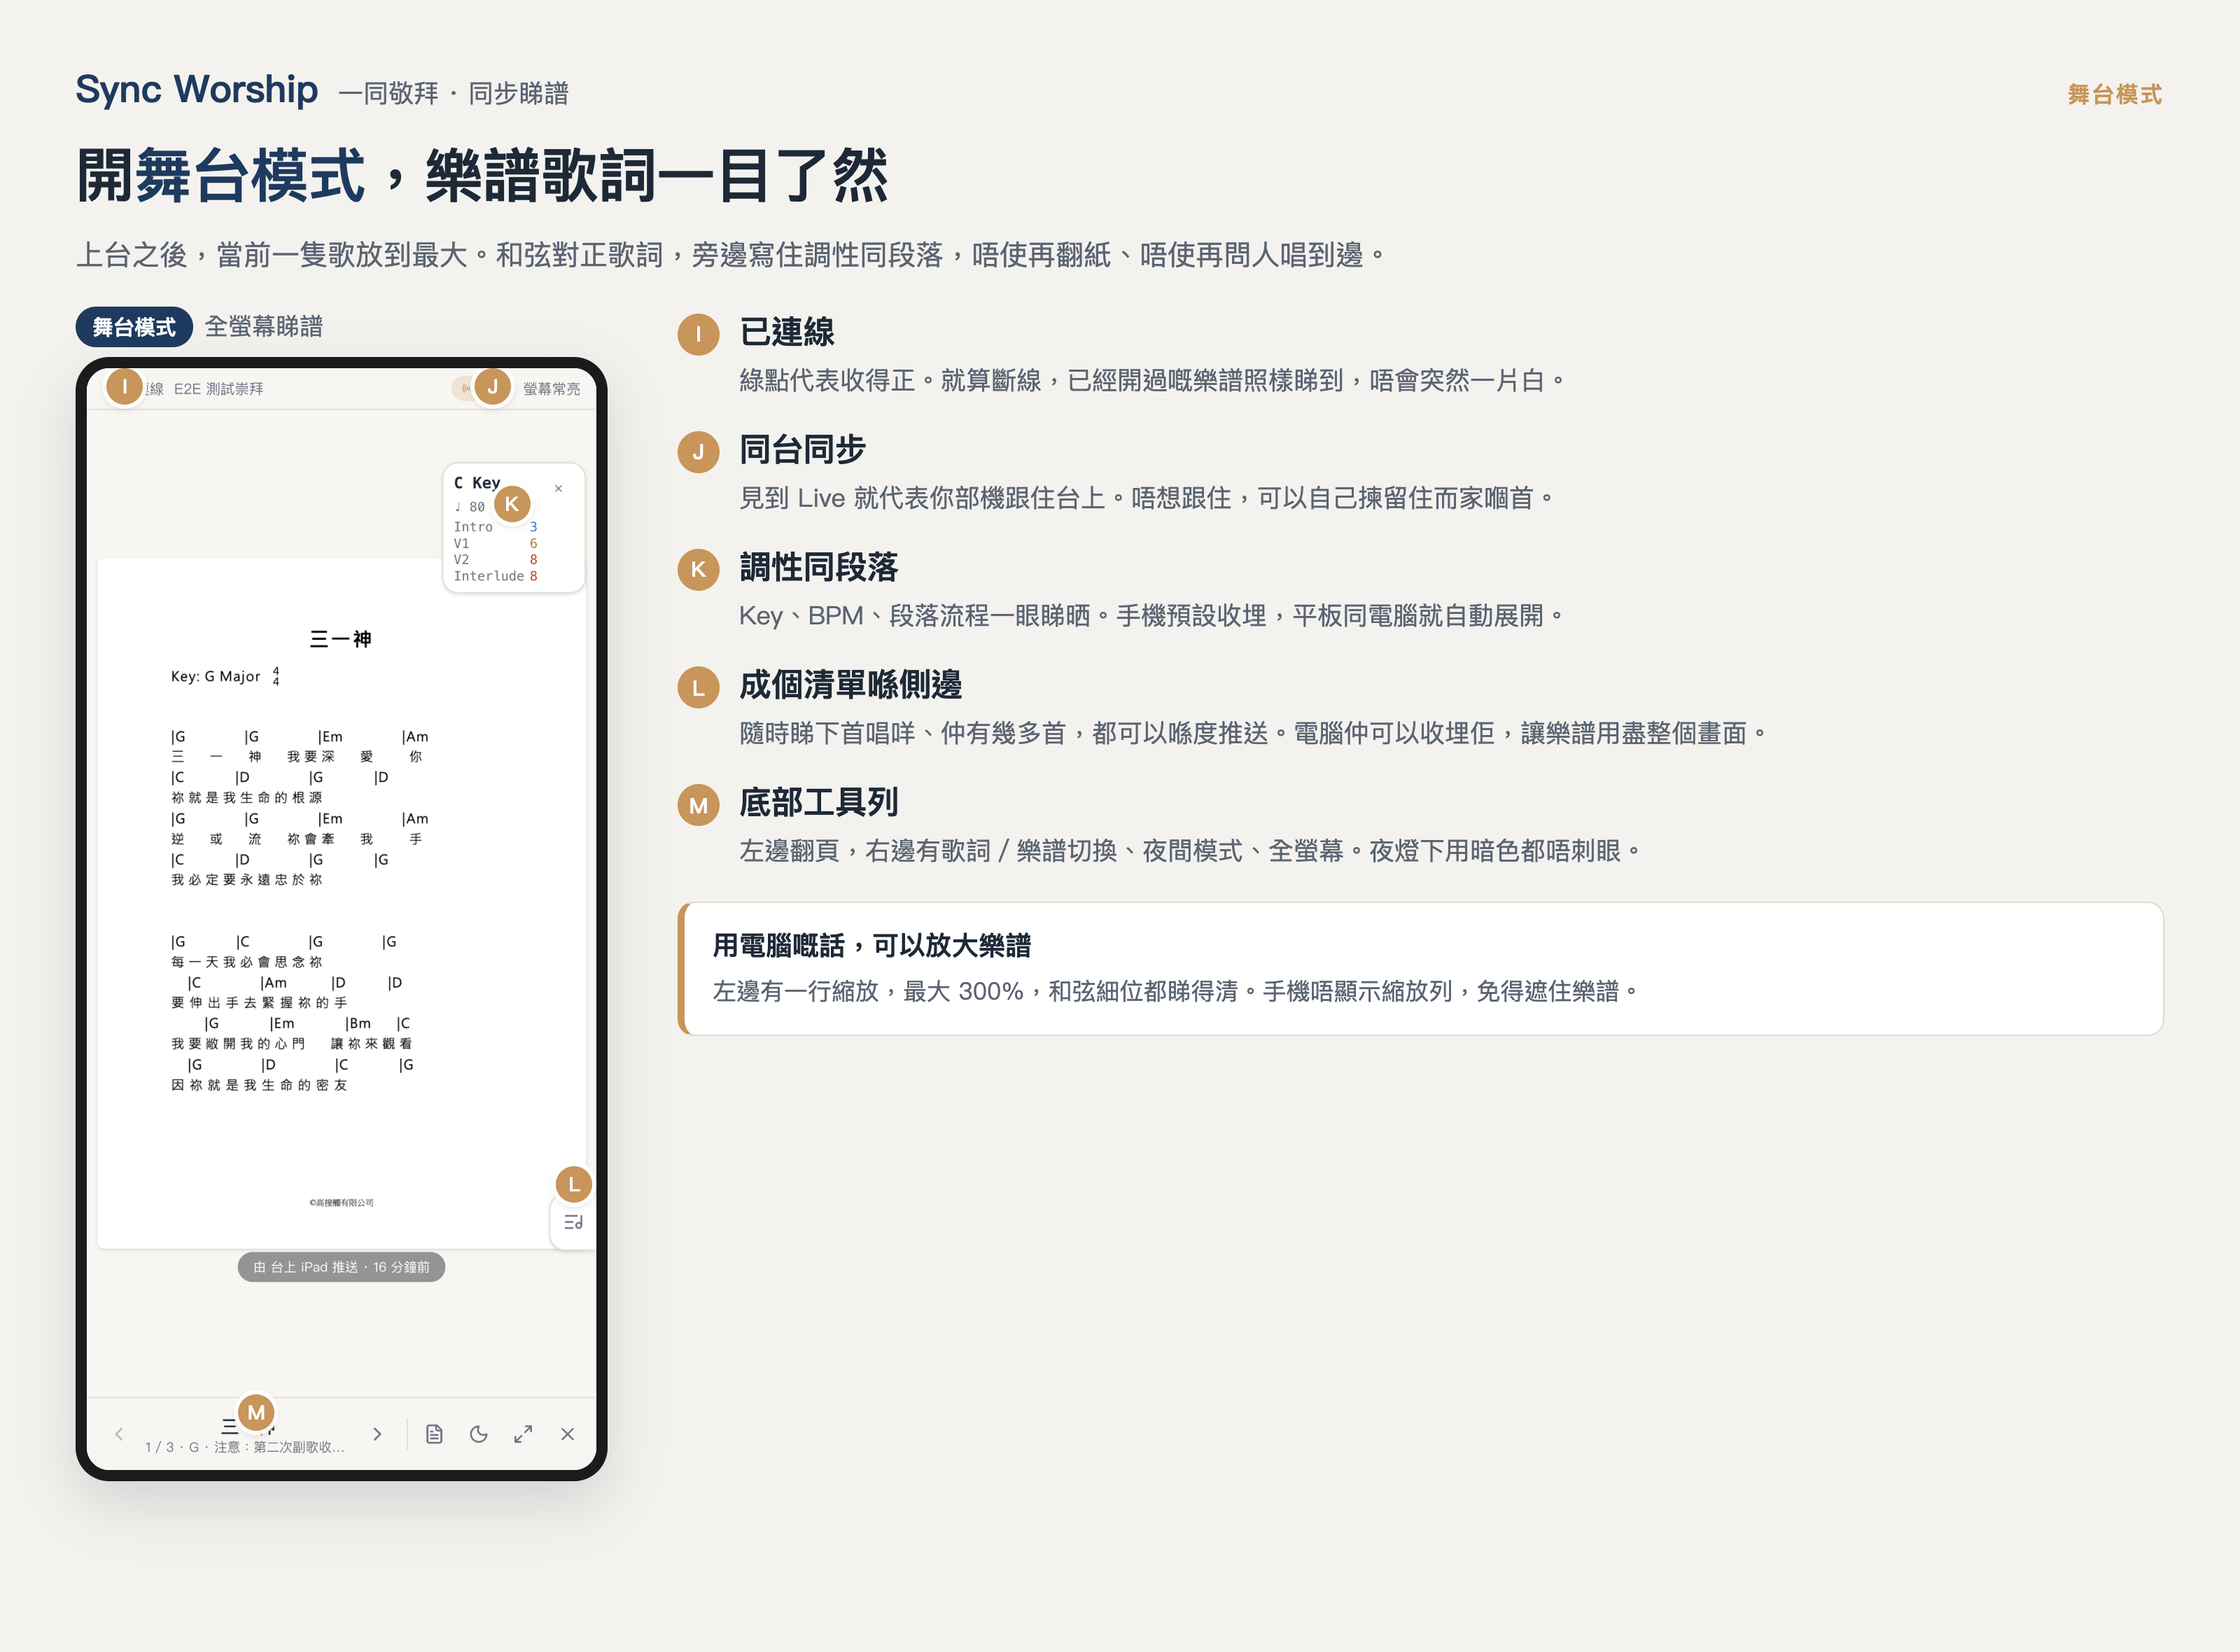 Sync Worship 一同敬拜 · 同步睇譜
舞台模式
開舞台模式，樂譜歌詞一目了然
上台之後，當前一隻歌放到最大。和弦對正歌詞，旁邊寫住調性同段落，唔使再翻紙、唔使再問人唱到邊。
舞台模式 全螢幕睇譜
I 線 E2E 測試崇拜 J 螢幕常亮
C Key ×
♩ 80 K
Intro 3
V1 6
V2 8
Interlude 8
三一神
Key: G Major 4/4
|G |G |Em |Am
三 一 神 我要深 愛 你
|C |D |G |D
祢就是我生命的根源
|G |G |Em |Am
逆 或 流 祢會牽 我 手
|C |D |G |G
我必定要永遠忠於祢
|G |C |G |G
每一天我必會思念祢
|C |Am |D |D
要伸出手去緊握祢的手
|G |Em |Bm |C
我要敞開我的心門 讓祢來觀看
|G |D |C |G
因祢就是我生命的密友
©高接觸有限公司
L
由 台上 iPad 推送 · 16 分鐘前
三 M
1 / 3 · G · 注意：第二次副歌收…
I 已連線
綠點代表收得正。就算斷線，已經開過嘅樂譜照樣睇到，唔會突然一片白。
J 同台同步
見到 Live 就代表你部機跟住台上。唔想跟住，可以自己揀留住而家嗰首。
K 調性同段落
Key、BPM、段落流程一眼睇晒。手機預設收埋，平板同電腦就自動展開。
L 成個清單喺側邊
隨時睇下首唱咩、仲有幾多首，都可以喺度推送。電腦仲可以收埋佢，讓樂譜用盡整個畫面。
M 底部工具列
左邊翻頁，右邊有歌詞 / 樂譜切換、夜間模式、全螢幕。夜燈下用暗色都唔刺眼。
用電腦嘅話，可以放大樂譜
左邊有一行縮放，最大 300%，和弦細位都睇得清。手機唔顯示縮放列，免得遮住樂譜。